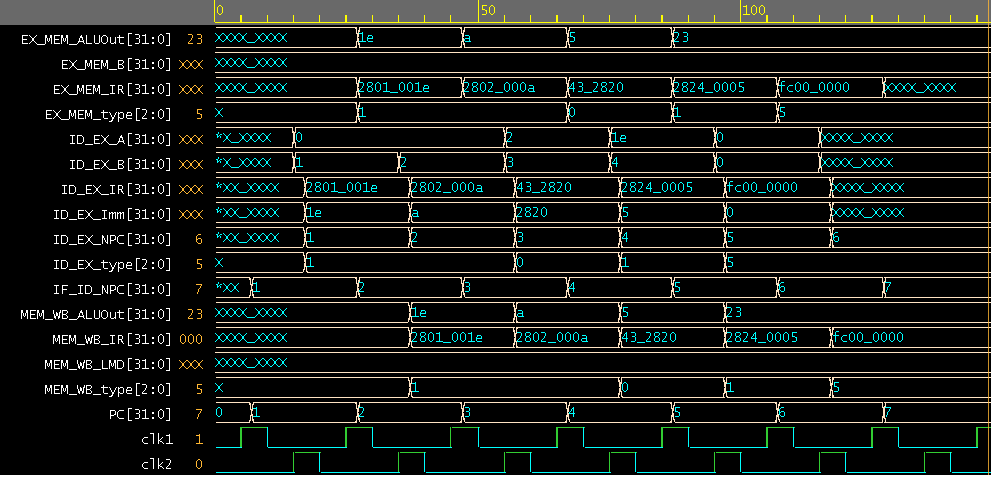 0 50 100
EX_MEM_ALUOut[31:0] 23 XXXX_XXXX 1e a 5 23
EX_MEM_B[31:0] XXX XXXX_XXXX
EX_MEM_IR[31:0] XXX XXXX_XXXX 2801_001e 2802_000a 43_2820 2824_0005 fc00_0000 XXXX_XXXX
EX_MEM_type[2:0] 5 X 1 0 1 5
ID_EX_A[31:0] XXX *X_XXXX 0 2 1e 0 XXXX_XXXX
ID_EX_B[31:0] XXX *X_XXXX 1 2 3 4 0 XXXX_XXXX
ID_EX_IR[31:0] XXX *XX_XXXX 2801_001e 2802_000a 43_2820 2824_0005 fc00_0000 XXXX_XXXX
ID_EX_Imm[31:0] XXX *XX_XXXX 1e a 2820 5 0 XXXX_XXXX
ID_EX_NPC[31:0] 6 *XX_XXXX 1 2 3 4 5 6
ID_EX_type[2:0] 5 X 1 0 1 5
IF_ID_NPC[31:0] 7 *XX 1 2 3 4 5 6 7
MEM_WB_ALUOut[31:0] 23 XXXX_XXXX 1e a 5 23
MEM_WB_IR[31:0] 000 XXXX_XXXX 2801_001e 2802_000a 43_2820 2824_0005 fc00_0000
MEM_WB_LMD[31:0] XXX XXXX_XXXX
MEM_WB_type[2:0] 5 X 1 0 1 5
PC[31:0] 7 0 1 2 3 4 5 6 7
clk1 1
clk2 0